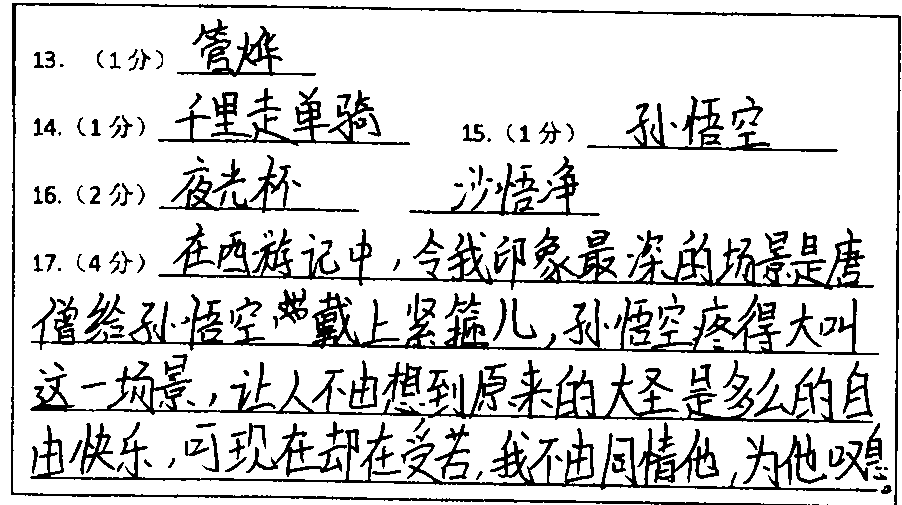 13. （1分）管烨
14.（1分）千里走单骑 15.（1分）孙悟空
16.（2分）夜光杯 沙悟净
17.（4分）在西游记中，令我印象最深的场景是唐
僧给孙悟空戴上紧箍儿，孙悟空疼得大叫
这一场景，让人不由想到原来的大圣是多么的自
由快乐，可现在却在受苦，我不由同情他，为他叹息。